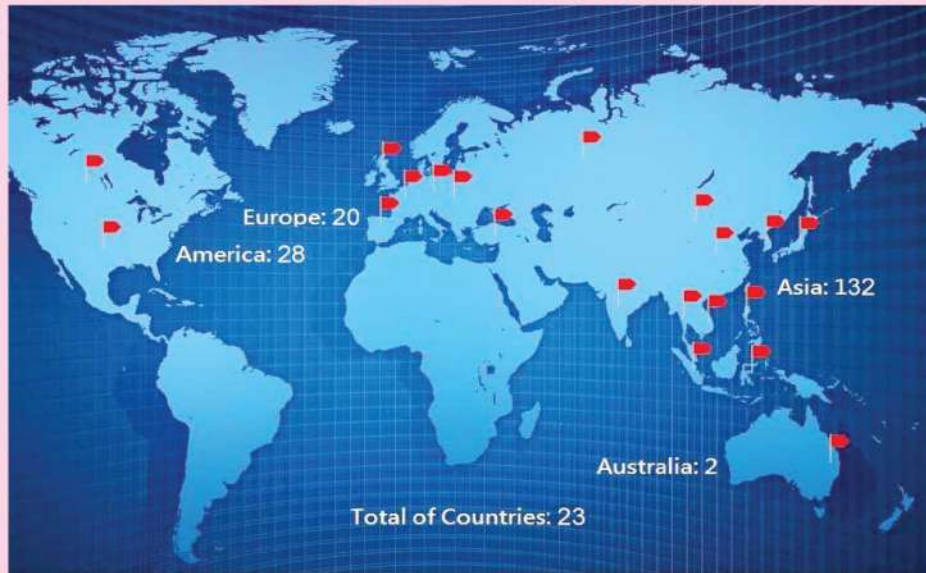 Europe: 20
America: 28
Asia: 132
Australia: 2
Total of Countries: 23